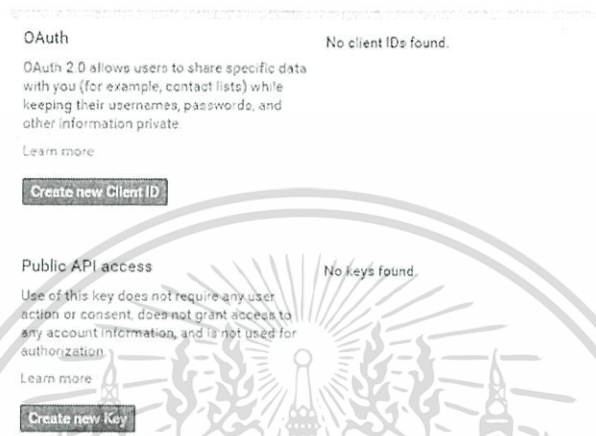 OAuth
No client IDs found.
OAuth 2.0 allows users to share specific data
with you (for example, contact lists) while
keeping their usernames, passwords, and
other information private.
Learn more
Create new Client ID
Public API access
No keys found.
Use of this key does not require any user
action or consent, does not grant access to
any account information, and is not used for
authorization.
Learn more
Create new Key